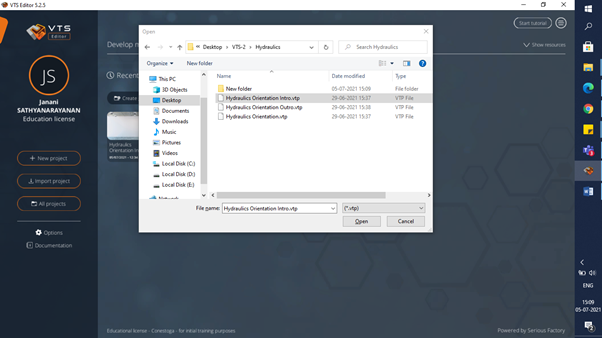 VTS Editor 5.2.5
VTS
Editor
JS
Janani
SATHYANARAYANAN
Education license
New project
Import project
All projects
Options
Documentation
Start tutorial
Develop m
Show resources
Recen
Create
Hydraulics
Orientation In
Open
Desktop > VTS-2 > Hydraulics
Search Hydraulics
Organize
New folder
This PC
3D Objects
Desktop
Documents
Downloads
Music
Pictures
Videos
Local Disk (C:)
Local Disk (D:)
Local Disk (E:)
Network
Name Date modified Type
New folder 05-07-2021 15:09 File folder
Hydraulics Orientation Intro.vtp 29-06-2021 15:37 VTP File
Hydraulics Orientation Outro.vtp 29-06-2021 15:38 VTP File
Hydraulics Orientation.vtp 29-06-2021 15:37 VTP File
File name: Hydraulics Orientation Intro.vtp (*.vtp)
Open Cancel
Educational license - Conestoga - for initial training purposes
Powered by Serious Factory
ENG
15:09
05-07-2021
2